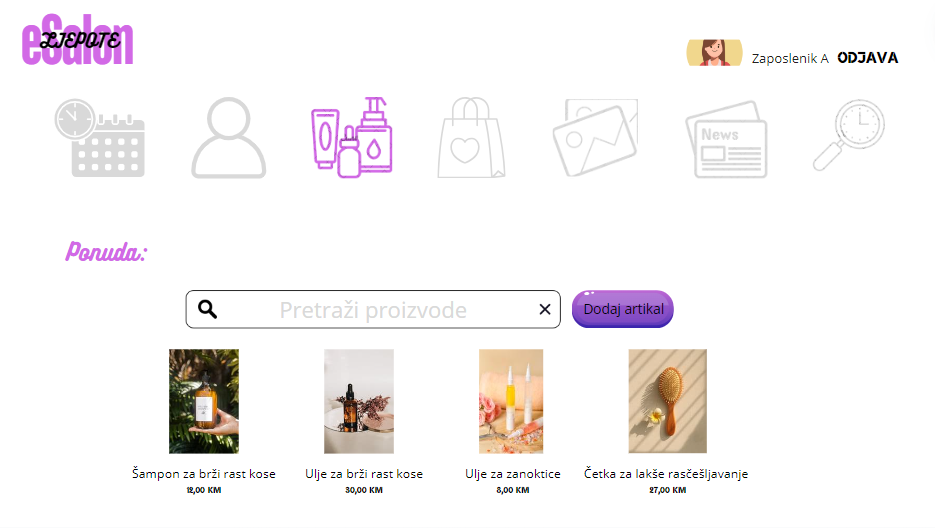 eSalon
LJEPOTE
Zaposlenik A ODJAVA
News
Ponuda:
Pretraži proizvode
Dodaj artikal
Šampon za brži rast kose
12,00 KM
Ulje za brži rast kose
30,00 KM
Ulje za zanoktice
8,00 KM
Četka za lakše rasčešljavanje
27,00 KM